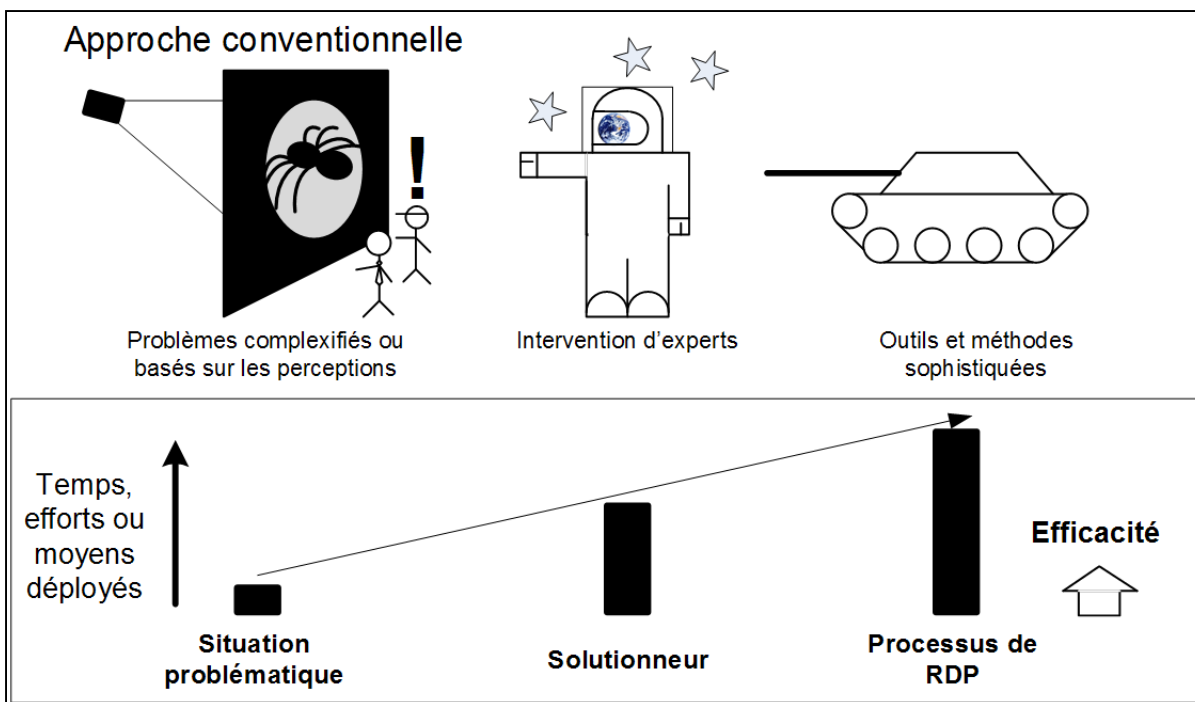 Approche conventionnelle
!
Problèmes complexifiés ou
basés sur les perceptions
Intervention d'experts
Outils et méthodes
sophistiquées
Temps,
efforts ou
moyens
déployés
Efficacité
Situation
problématique
Solutionneur
Processus de
RDP